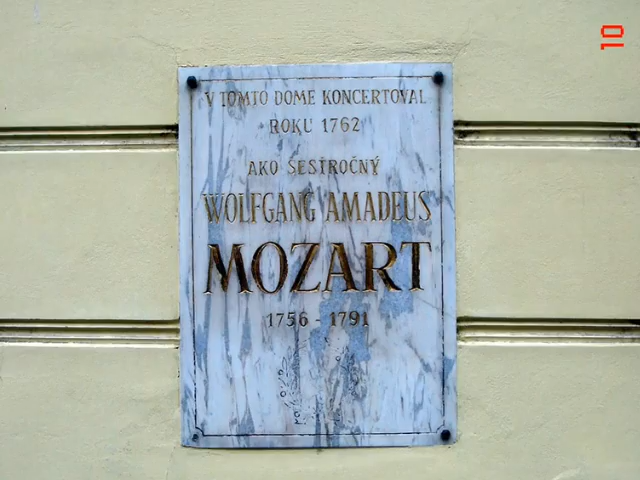 V TOMTO DOME KONCERTOVAL
ROKU 1762
AKO ŠESŤROČNÝ
WOLFGANG AMADEUS
MOZART
1756 - 1791
10